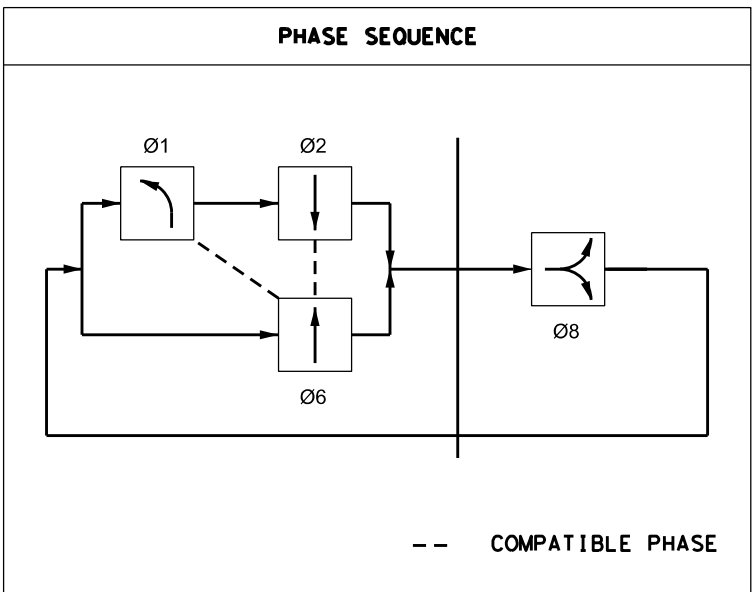 PHASE SEQUENCE
Ø1
Ø2
Ø8
Ø6
-- COMPATIBLE PHASE